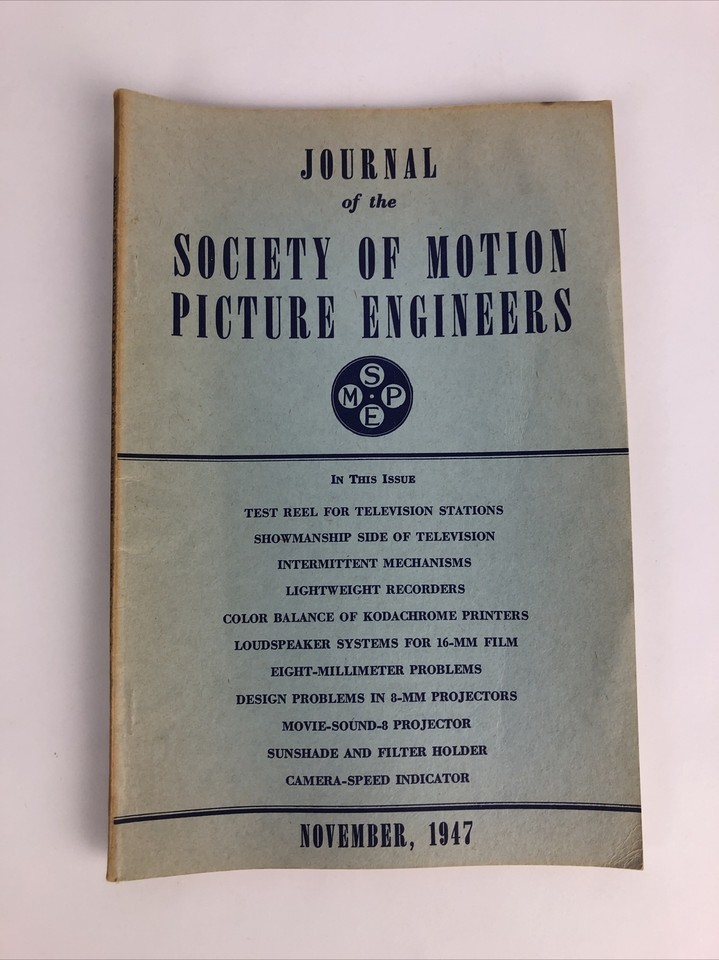 JOURNAL
of the
SOCIETY OF MOTION
PICTURE ENGINEERS
S
M · P
E
IN THIS ISSUE
TEST REEL FOR TELEVISION STATIONS
SHOWMANSHIP SIDE OF TELEVISION
INTERMITTENT MECHANISMS
LIGHTWEIGHT RECORDERS
COLOR BALANCE OF KODACHROME PRINTERS
LOUDSPEAKER SYSTEMS FOR 16-MM FILM
EIGHT-MILLIMETER PROBLEMS
DESIGN PROBLEMS IN 8-MM PROJECTORS
MOVIE-SOUND-8 PROJECTOR
SUNSHADE AND FILTER HOLDER
CAMERA-SPEED INDICATOR
NOVEMBER, 1947